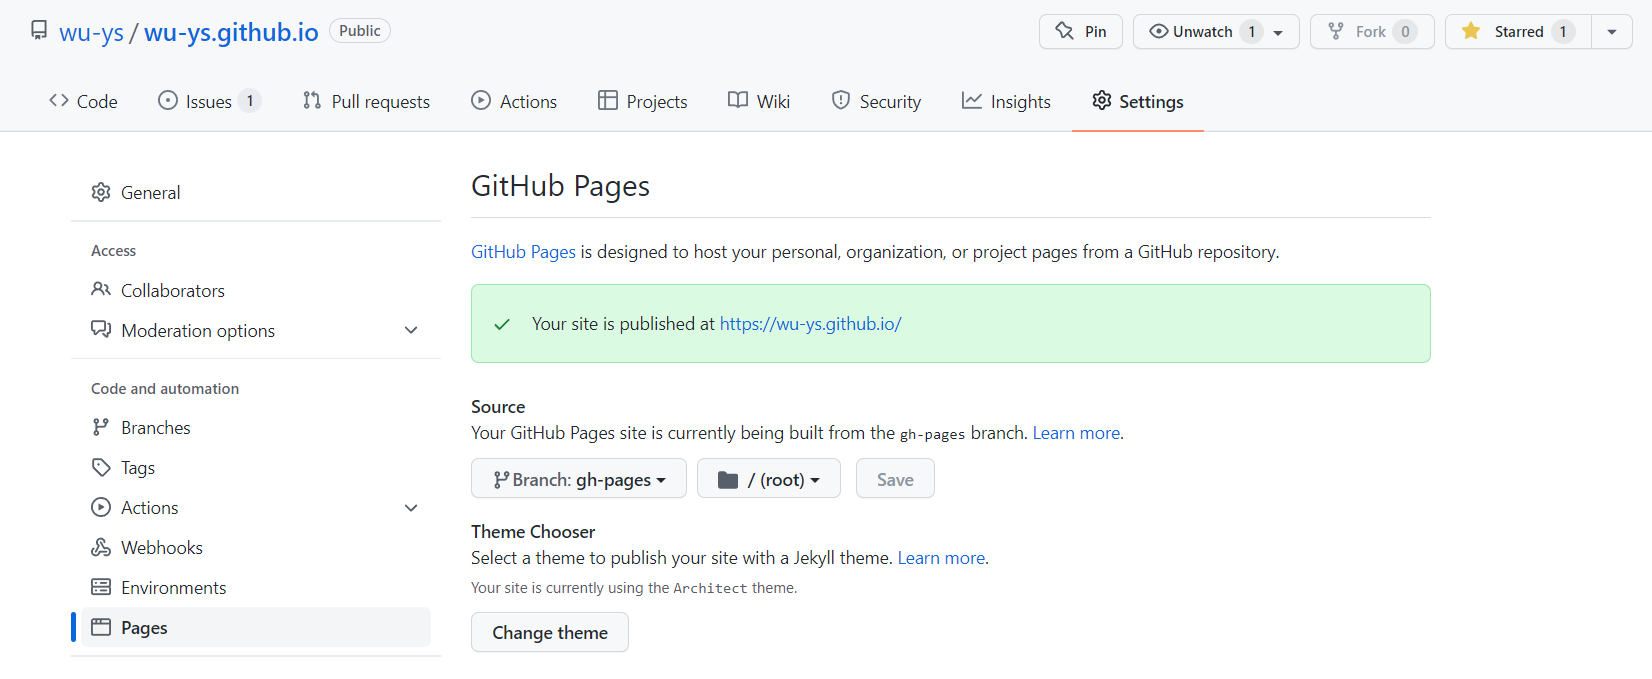 wu-ys / wu-ys.github.io Public Pin Unwatch 1 Fork 0 Starred 1
Code Issues 1 Pull requests Actions Projects Wiki Security Insights Settings
General
Access
Collaborators
Moderation options
Code and automation
Branches
Tags
Actions
Webhooks
Environments
Pages
GitHub Pages
GitHub Pages is designed to host your personal, organization, or project pages from a GitHub repository.
Your site is published at https://wu-ys.github.io/
Source
Your GitHub Pages site is currently being built from the gh-pages branch. Learn more.
Branch: gh-pages / (root) Save
Theme Chooser
Select a theme to publish your site with a Jekyll theme. Learn more.
Your site is currently using the Architect theme.
Change theme